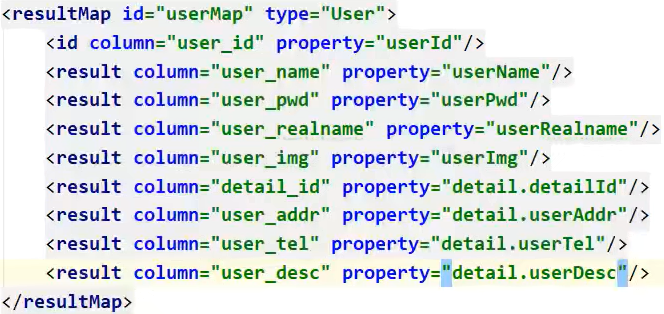 <resultMap id="userMap" type="User">
<id column="user_id" property="userId"/>
<result column="user_name" property="userName"/>
<result column="user_pwd" property="userPwd"/>
<result column="user_realname" property="userRealname"/>
<result column="user_img" property="userImg"/>
<result column="detail_id" property="detail.detailId"/>
<result column="user_addr" property="detail.userAddr"/>
<result column="user_tel" property="detail.userTel"/>
<result column="user_desc" property="detail.userDesc"/>
</resultMap>